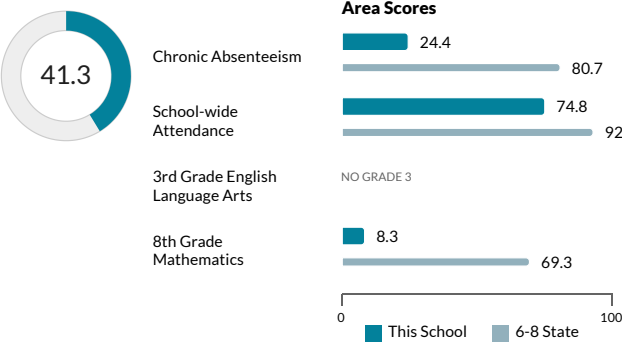 Area Scores
41.3
Chronic Absenteeism
24.4
80.7
School-wide
Attendance
74.8
92
3rd Grade English
Language Arts
NO GRADE 3
8th Grade
Mathematics
8.3
69.3
0
100
This School
6-8 State